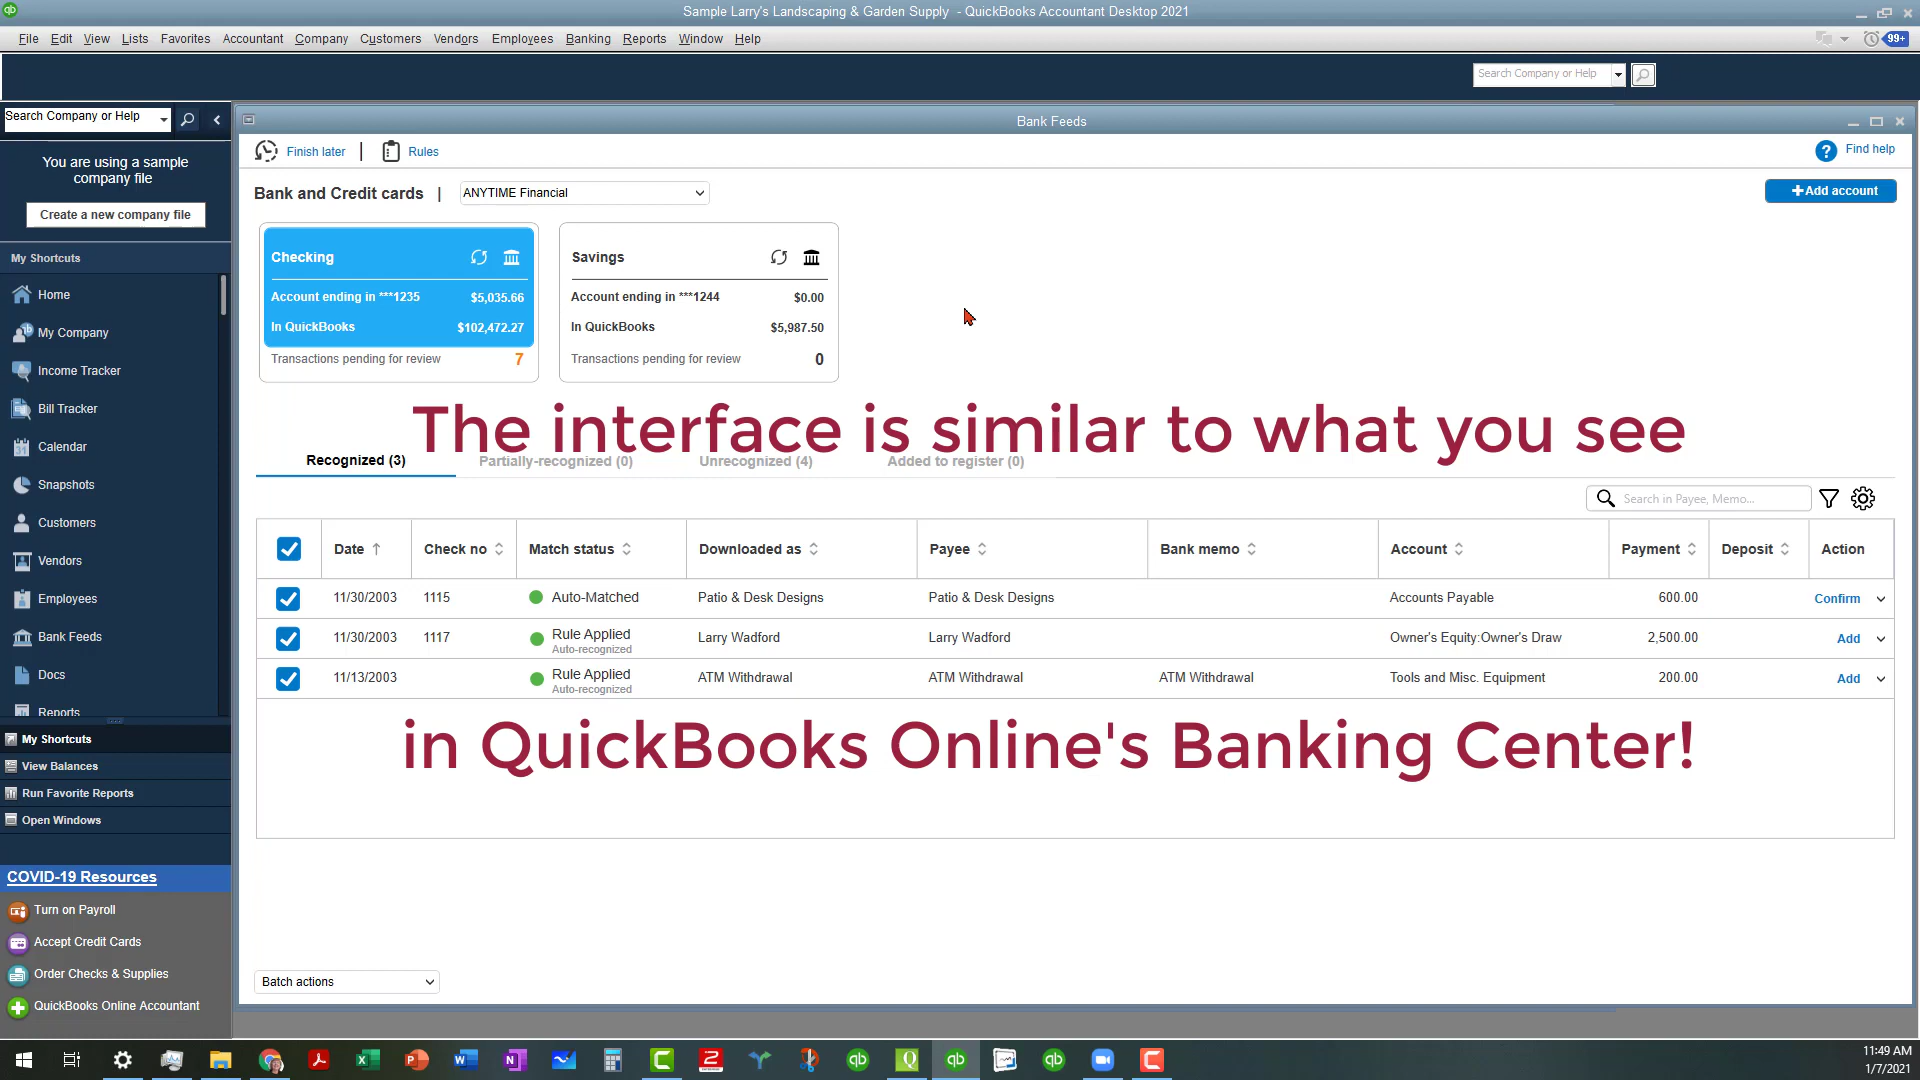 Sample Larry's Landscaping & Garden Supply - QuickBooks Accountant Desktop 2021
File Edit View Lists Favorites Accountant Company Customers Vendors Employees Banking Reports Window Help
99+
Search Company or Help
Search Company or Help
You are using a sample
company file
Create a new company file
My Shortcuts
Home
My Company
Income Tracker
Bill Tracker
Calendar
Snapshots
Customers
Vendors
Employees
Bank Feeds
Docs
Reports
My Shortcuts
View Balances
Run Favorite Reports
Open Windows
COVID-19 Resources
Turn on Payroll
Accept Credit Cards
Order Checks & Supplies
QuickBooks Online Accountant
Bank Feeds
Finish later | Rules
Find help
Bank and Credit cards | ANYTIME Financial
+Add account
Checking
Account ending in ***1235 $5,035.66
In QuickBooks $102,472.27
Transactions pending for review 7
Savings
Account ending in ***1244 $0.00
In QuickBooks $5,987.50
Transactions pending for review 0
The interface is similar to what you see
Recognized (3) Partially-recognized (0) Unrecognized (4) Added to register (0)
Search in Payee, Memo...
Date Check no Match status Downloaded as Payee Bank memo Account Payment Deposit Action
11/30/2003 1115 Auto-Matched Patio & Desk Designs Patio & Desk Designs Accounts Payable 600.00 Confirm
11/30/2003 1117 Rule Applied Larry Wadford Larry Wadford Owner's Equity:Owner's Draw 2,500.00 Add
Auto-recognized
11/13/2003 Rule Applied ATM Withdrawal ATM Withdrawal ATM Withdrawal Tools and Misc. Equipment 200.00 Add
Auto-recognized
in QuickBooks Online's Banking Center!
Batch actions
11:49 AM
1/7/2021